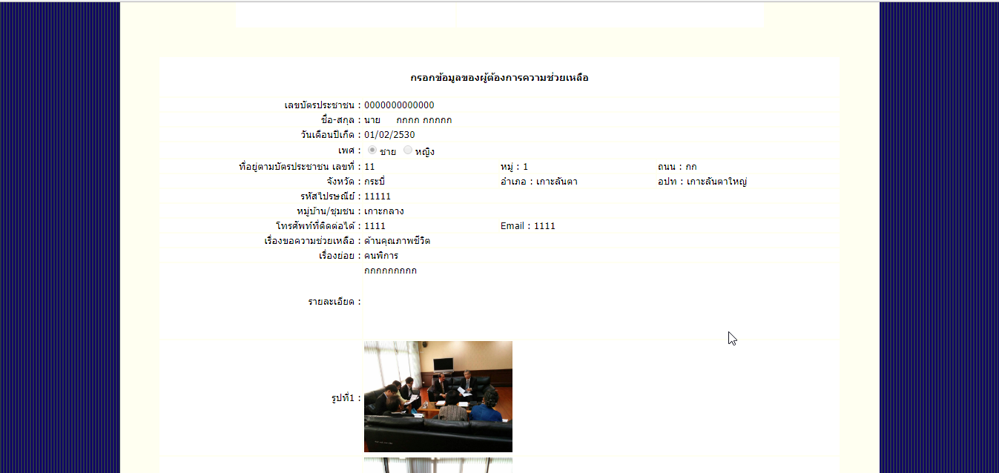 กรอกข้อมูลของผู้ต้องการความช่วยเหลือ
เลขบัตรประชาชน : 0000000000000
ชื่อ-สกุล : นาย กกกก กกกกก
วันเดือนปีเกิด : 01/02/2530
เพศ : ชาย หญิง
ที่อยู่ตามบัตรประชาชน เลขที่ : 11 หมู่ : 1 ถนน : กก
จังหวัด : กระบี่ อำเภอ : เกาะลันตา อปท : เกาะลันตาใหญ่
รหัสไปรษณีย์ : 11111
หมู่บ้าน/ชุมชน : เกาะกลาง
โทรศัพท์ที่ติดต่อได้ : 1111 Email : 1111
เรื่องขอความช่วยเหลือ : ด้านคุณภาพชีวิต
เรื่องย่อย : คนพิการ
กกกกกกกกก
รายละเอียด :
รูปที่1 :